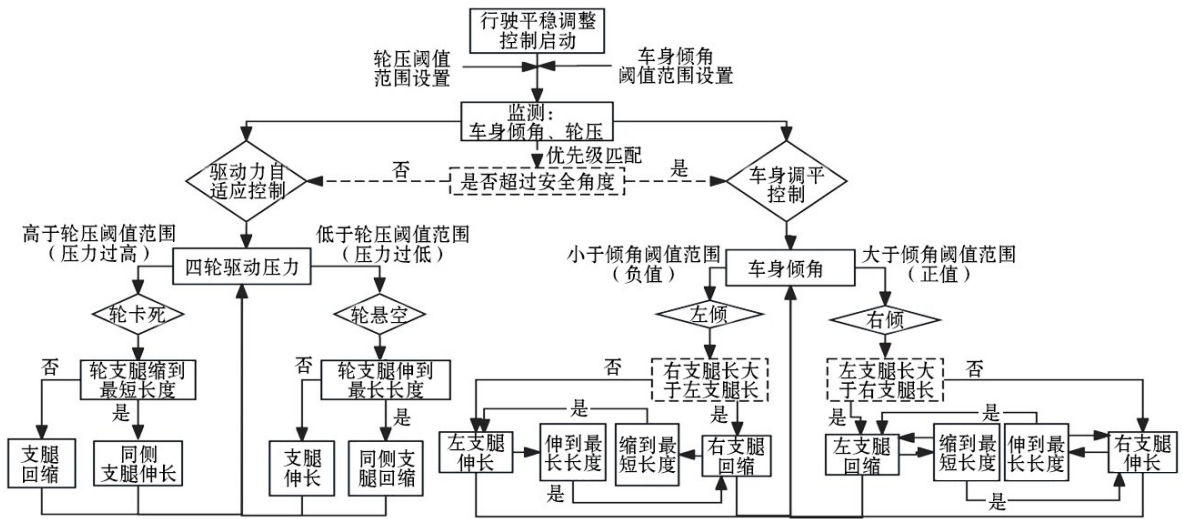 行驶平稳调整
控制启动
轮压阈值
范围设置
车身倾角
阈值范围设置
监测：
车身倾角、轮压
优先级匹配
驱动力自
适应控制
否
是否超过安全角度
是
车身调平
控制
高于轮压阈值范围
（压力过高）
四轮驱动压力
低于轮压阈值范围
（压力过低）
小于倾角阈值范围
（负值）
车身倾角
大于倾角阈值范围
（正值）
轮卡死
轮悬空
左倾
右倾
否
轮支腿缩到
最短长度
是
否
轮支腿伸到
最长长度
是
否
右支腿长大
于左支腿长
是
是
左支腿长大
于右支腿长
否
是
是
支腿
回缩
同侧
支腿伸长
支腿
伸长
同侧支
腿回缩
左支腿
伸长
伸到最
长长度
缩到最
短长度
右支腿
回缩
是
左支腿
回缩
缩到最
短长度
伸到最
长长度
右支腿
伸长
是